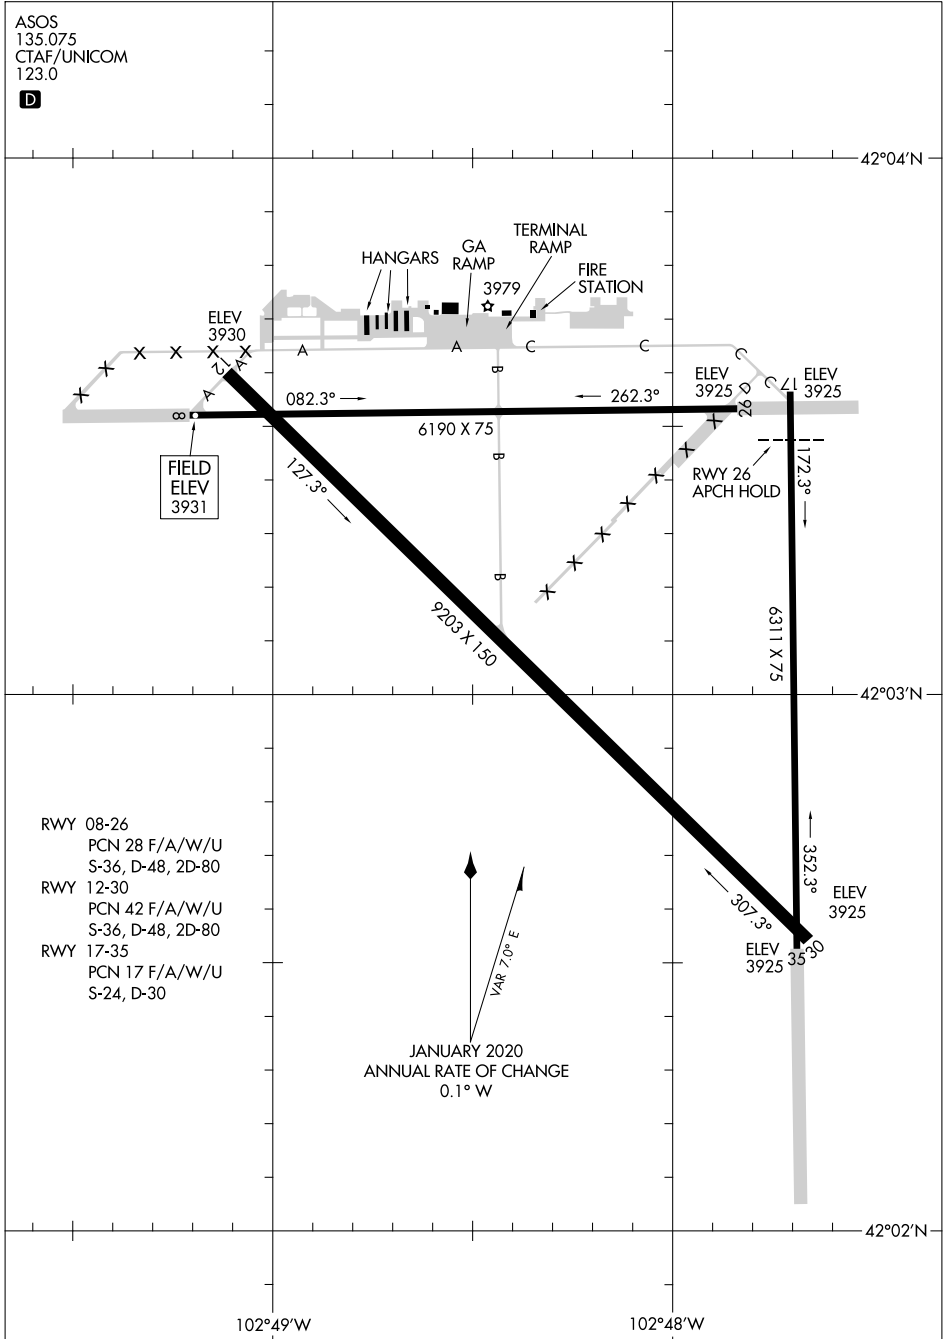 ASOS
135.075
CTAF/UNICOM
123.0
D
42°04'N
HANGARS
GA
RAMP
TERMINAL
RAMP
3979
FIRE
STATION
ELEV
3930
X
X
X
X
X
X
A
A
C
C
C
12
A
A
B
ELEV
3925
D
C
17
ELEV
3925
8
082.3°
262.3°
26
6190 X 75
FIELD
ELEV
3931
127.3°
B
X
X
X
X
X
X
X
RWY 26
APCH HOLD
172.3°
B
9203 X 150
6311 X 75
42°03'N
RWY 08-26
PCN 28 F/A/W/U
S-36, D-48, 2D-80
RWY 12-30
PCN 42 F/A/W/U
S-36, D-48, 2D-80
RWY 17-35
PCN 17 F/A/W/U
S-24, D-30
VAR 7.0° E
352.3°
307.3°
ELEV
3925
ELEV
3925
35
30
JANUARY 2020
ANNUAL RATE OF CHANGE
0.1° W
42°02'N
102°49'W
102°48'W